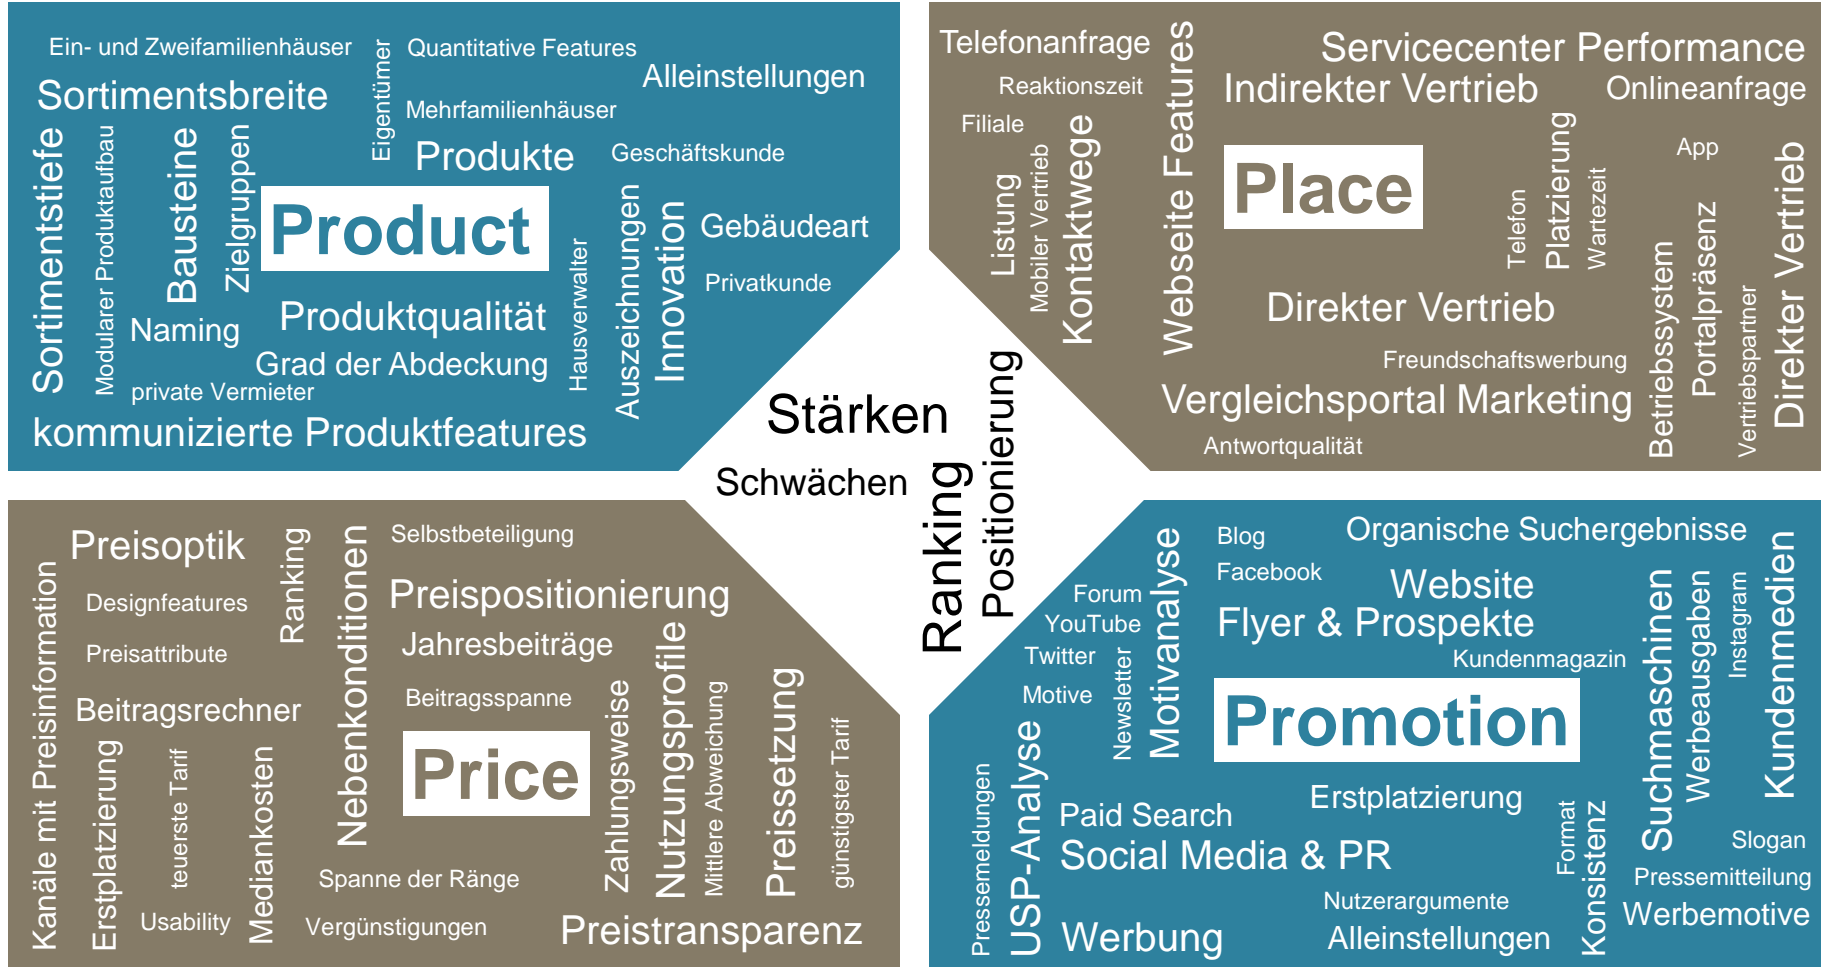 Ein- und Zweifamilienhäuser
Eigentümer
Quantitative Features
Alleinstellungen
Sortimentsbreite
Mehrfamilienhäuser
Sortimentstiefe
Modularer Produktaufbau
Bausteine
Zielgruppen
Produkte
Geschäftskunde
Product
Auszeichnungen
Innovation
Gebäudeart
Hausverwalter
Privatkunde
Naming
Produktqualität
Grad der Abdeckung
private Vermieter
kommunizierte Produktfeatures
Telefonanfrage
Webseite Features
Servicecenter Performance
Reaktionszeit
Indirekter Vertrieb
Onlineanfrage
Filiale
Kontaktwege
Listung
Mobiler Vertrieb
Place
Platzierung
App
Telefon
Wartezeit
Direkter Vertrieb
Portalpräsenz
Betriebssystem
Vertriebspartner
Direkter Vertrieb
Freundschaftswerbung
Vergleichsportal Marketing
Antwortqualität
Stärken
Schwächen
Ranking
Positionierung
Preisoptik
Ranking
Nebenkonditionen
Selbstbeteiligung
Kanäle mit Preisinformation
Designfeatures
Preispositionierung
Preisattribute
Jahresbeiträge
Nutzungsprofile
Beitragsrechner
Beitragsspanne
Zahlungsweise
Mittlere Abweichung
Preissetzung
günstigster Tarif
Erstplatzierung
teuerste Tarif
Mediankosten
Price
Spanne der Ränge
Usability
Vergünstigungen
Preistransparenz
Blog
Organische Suchergebnisse
Motivanalyse
Facebook
Website
Forum
Flyer & Prospekte
YouTube
Twitter
Newsletter
Kundenmagazin
Suchmaschinen
Werbeausgaben
Instagram
Kundenmedien
Motive
Promotion
USP-Analyse
Pressemeldungen
Erstplatzierung
Paid Search
Social Media & PR
Format
Konsistenz
Slogan
Pressemitteilung
Nutzerargumente
Werbemotive
Werbung
Alleinstellungen